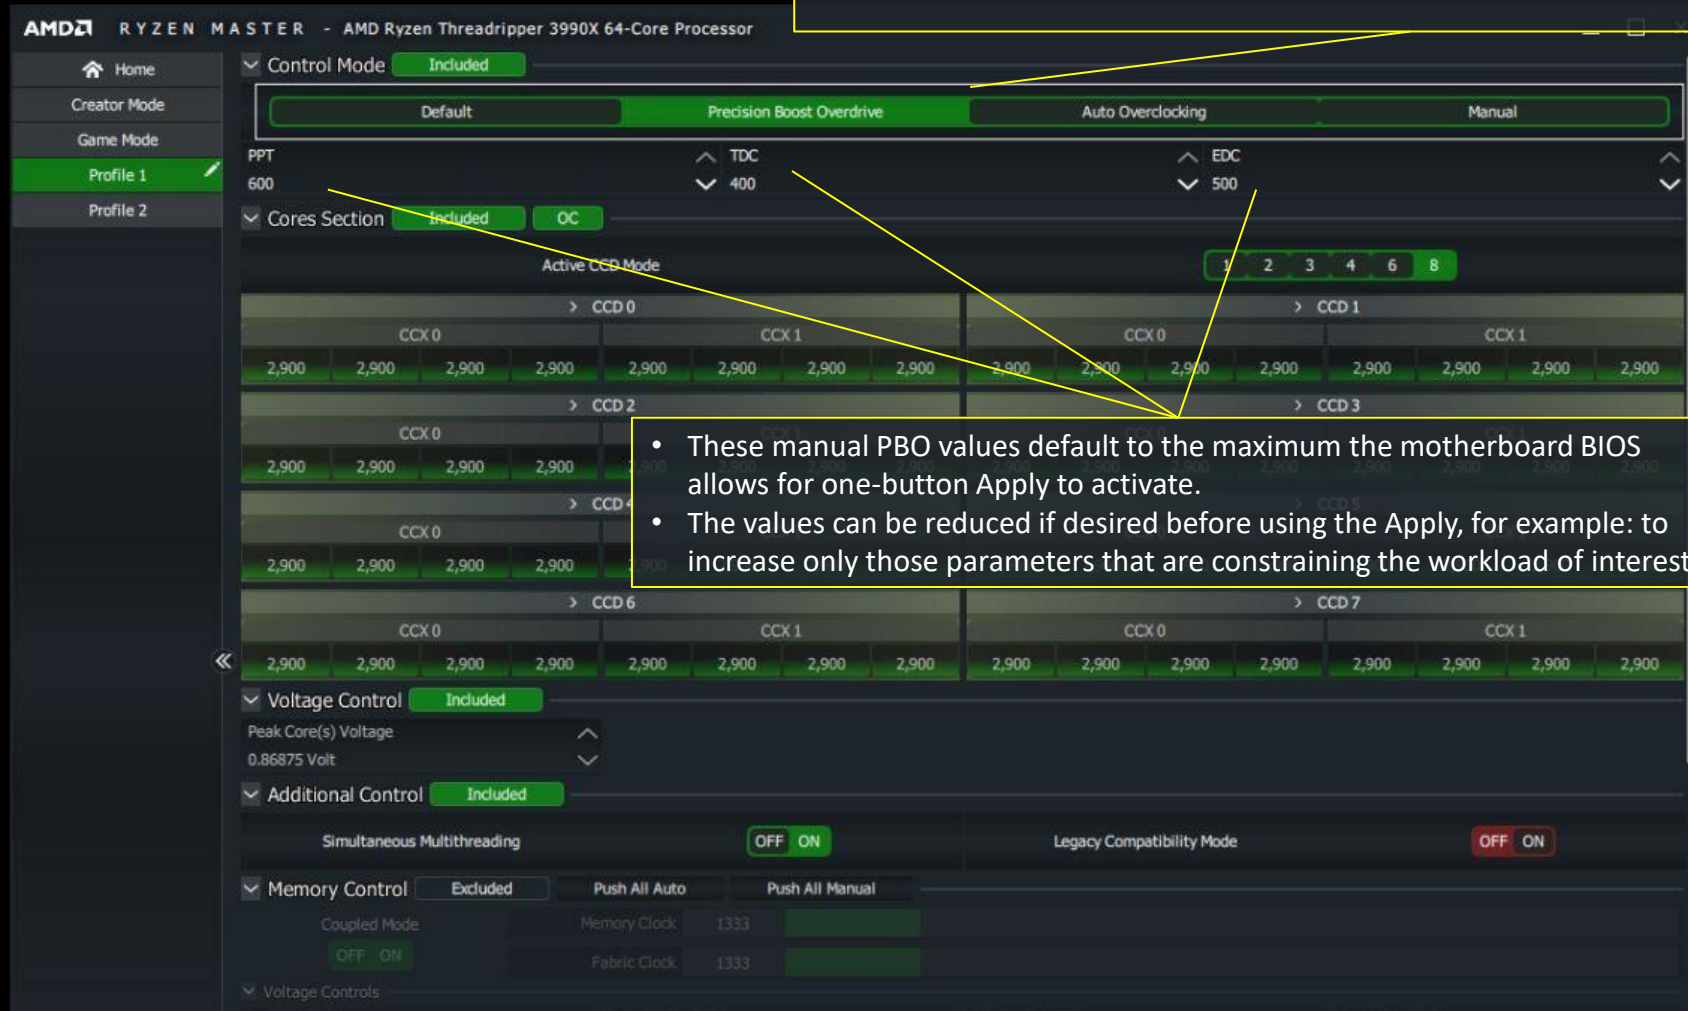 AMD RYZEN MASTER - AMD Ryzen Threadripper 3990X 64-Core Processor
Home
Creator Mode
Game Mode
Profile 1
Profile 2
Control Mode Included
Default Precision Boost Overdrive Auto Overclocking Manual
PPT TDC EDC
600 400 500
Cores Section Included OC
Active CCD Mode 1 2 3 4 6 8
CCD 0 CCD 1
CCX 0 CCX 1 CCX 0 CCX 1
2,900 2,900 2,900 2,900 2,900 2,900 2,900 2,900 2,900 2,900 2,900 2,900 2,900 2,900 2,900 2,900
CCD 2 CCD 3
CCX 0
2,900 2,900 2,900 2,900
• These manual PBO values default to the maximum the motherboard BIOS
allows for one-button Apply to activate.
• The values can be reduced if desired before using the Apply, for example: to
increase only those parameters that are constraining the workload of interest
CCD 4 CCD 5
CCX 0
2,900 2,900 2,900 2,900
CCD 6 CCD 7
CCX 0 CCX 1 CCX 0 CCX 1
2,900 2,900 2,900 2,900 2,900 2,900 2,900 2,900 2,900 2,900 2,900 2,900 2,900 2,900 2,900 2,900
Voltage Control Included
Peak Core(s) Voltage
0.86875 Volt
Additional Control Included
Simultaneous Multithreading OFF ON Legacy Compatibility Mode OFF ON
Memory Control Excluded Push All Auto Push All Manual
Coupled Mode Memory Clock 1333
OFF ON Fabric Clock 1333
Voltage Controls